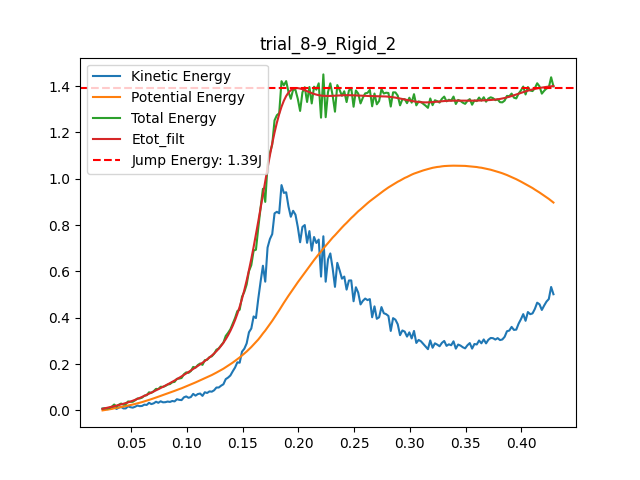 trial_8-9_Rigid_2
Kinetic Energy
Potential Energy
Total Energy
Etot_filt
Jump Energy: 1.39J
1.4
1.2
1.0
0.8
0.6
0.4
0.2
0.0
0.05 0.10 0.15 0.20 0.25 0.30 0.35 0.40